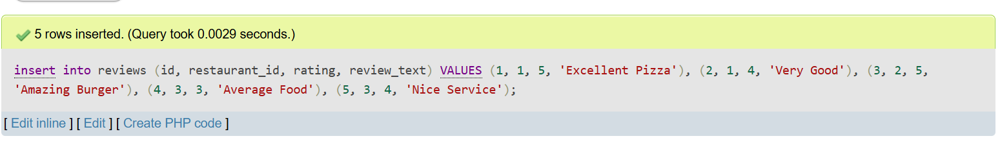 5 rows inserted. (Query took 0.0029 seconds.)
insert into reviews (id, restaurant_id, rating, review_text) VALUES (1, 1, 5, 'Excellent Pizza'), (2, 1, 4, 'Very Good'), (3, 2, 5,
'Amazing Burger'), (4, 3, 3, 'Average Food'), (5, 3, 4, 'Nice Service');
[ Edit inline ] [ Edit ] [ Create PHP code ]